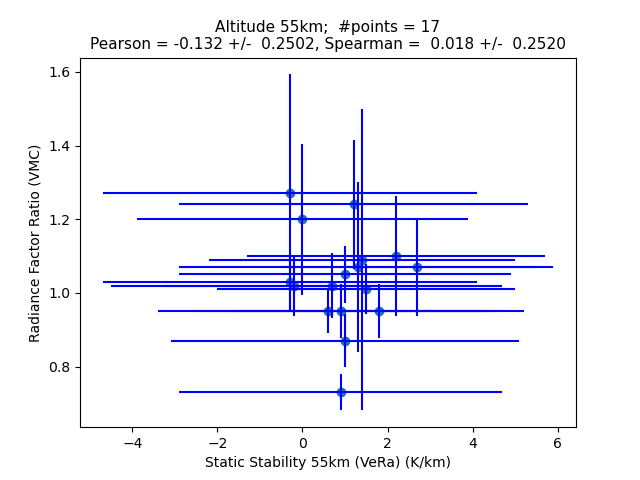 Altitude 55km;  #points = 17
Pearson = -0.132 +/-  0.2502, Spearman =  0.018 +/-  0.2520
1.6
1.4
1.2
1.0
0.8
Radiance Factor Ratio (VMC)
−4
−2
0
2
4
6
Static Stability 55km (VeRa) (K/km)